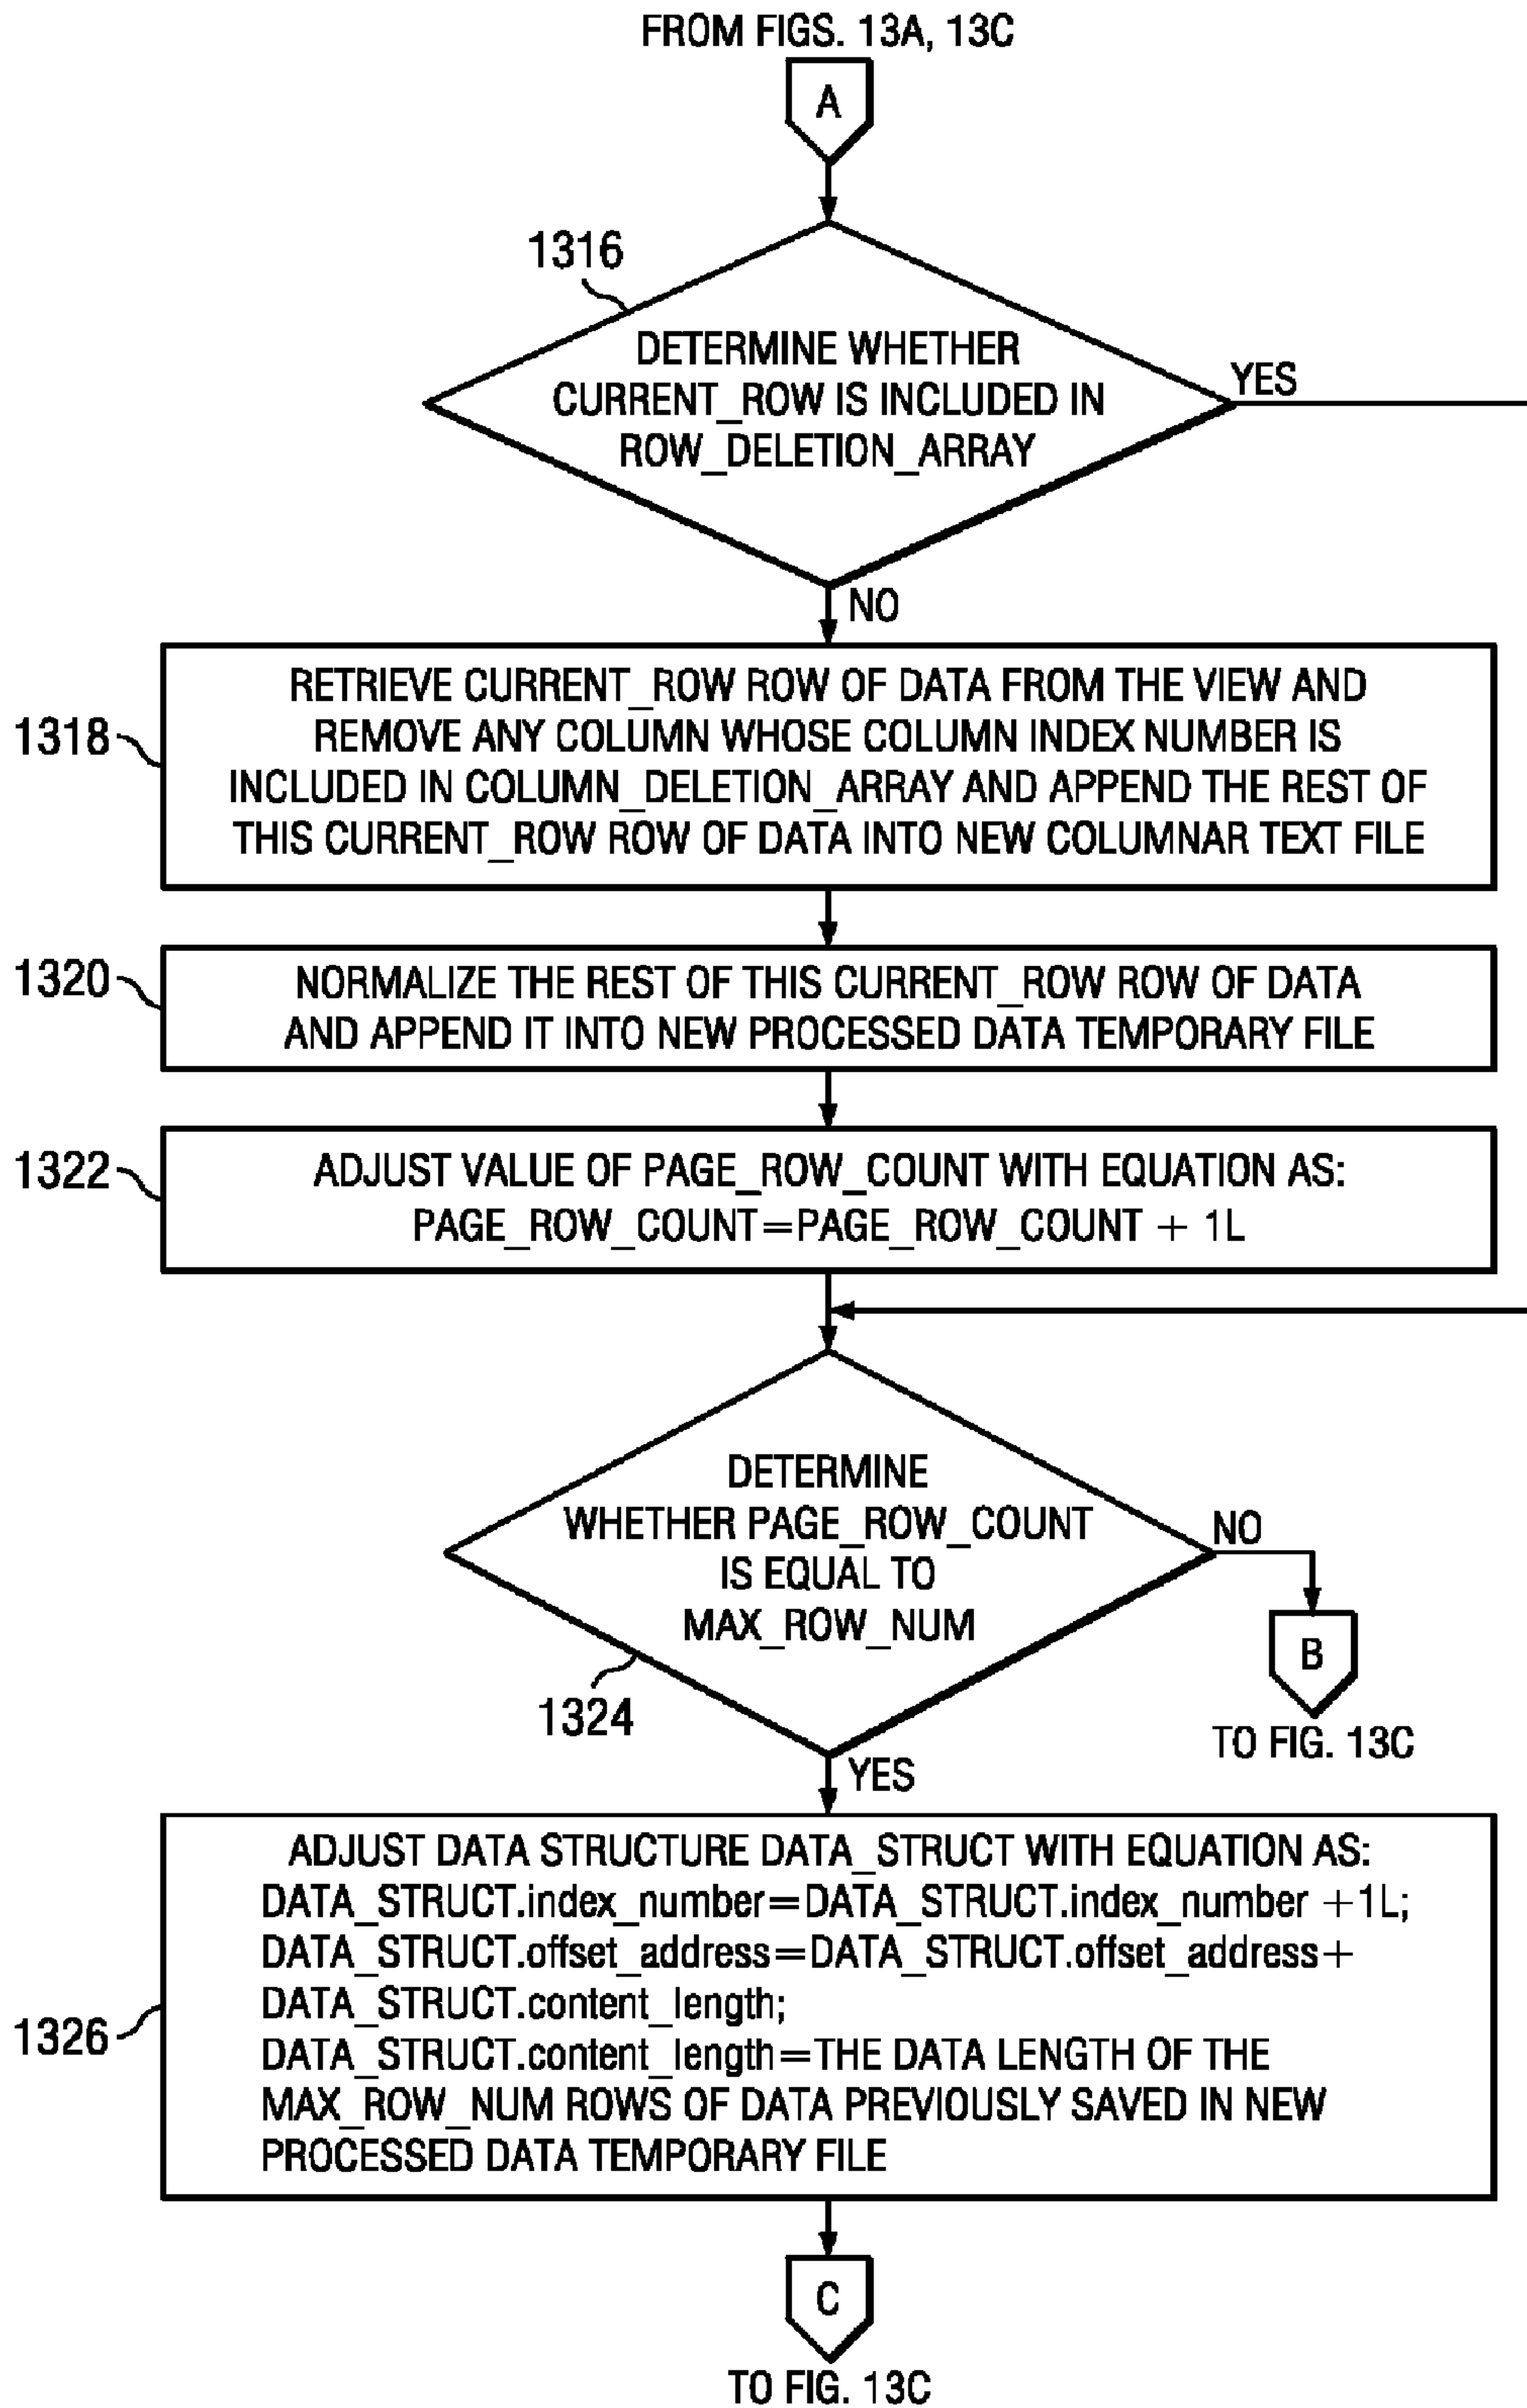 FROM FIGS. 13A, 13C
A
1316
DETERMINE WHETHER
CURRENT_ROW IS INCLUDED IN
ROW_DELETION_ARRAY
YES
NO
1318
RETRIEVE CURRENT_ROW ROW OF DATA FROM THE VIEW AND
REMOVE ANY COLUMN WHOSE COLUMN INDEX NUMBER IS
INCLUDED IN COLUMN_DELETION_ARRAY AND APPEND THE REST OF
THIS CURRENT_ROW ROW OF DATA INTO NEW COLUMNAR TEXT FILE
1320
NORMALIZE THE REST OF THIS CURRENT_ROW ROW OF DATA
AND APPEND IT INTO NEW PROCESSED DATA TEMPORARY FILE
1322
ADJUST VALUE OF PAGE_ROW_COUNT WITH EQUATION AS:
PAGE_ROW_COUNT=PAGE_ROW_COUNT + 1L
DETERMINE
WHETHER PAGE_ROW_COUNT
IS EQUAL TO
MAX_ROW_NUM
1324
NO
B
TO FIG. 13C
YES
1326
ADJUST DATA STRUCTURE DATA_STRUCT WITH EQUATION AS:
DATA_STRUCT.index_number=DATA_STRUCT.index_number +1L;
DATA_STRUCT.offset_address=DATA_STRUCT.offset_address+
DATA_STRUCT.content_length;
DATA_STRUCT.content_length=THE DATA LENGTH OF THE
MAX_ROW_NUM ROWS OF DATA PREVIOUSLY SAVED IN NEW
PROCESSED DATA TEMPORARY FILE
C
TO FIG. 13C